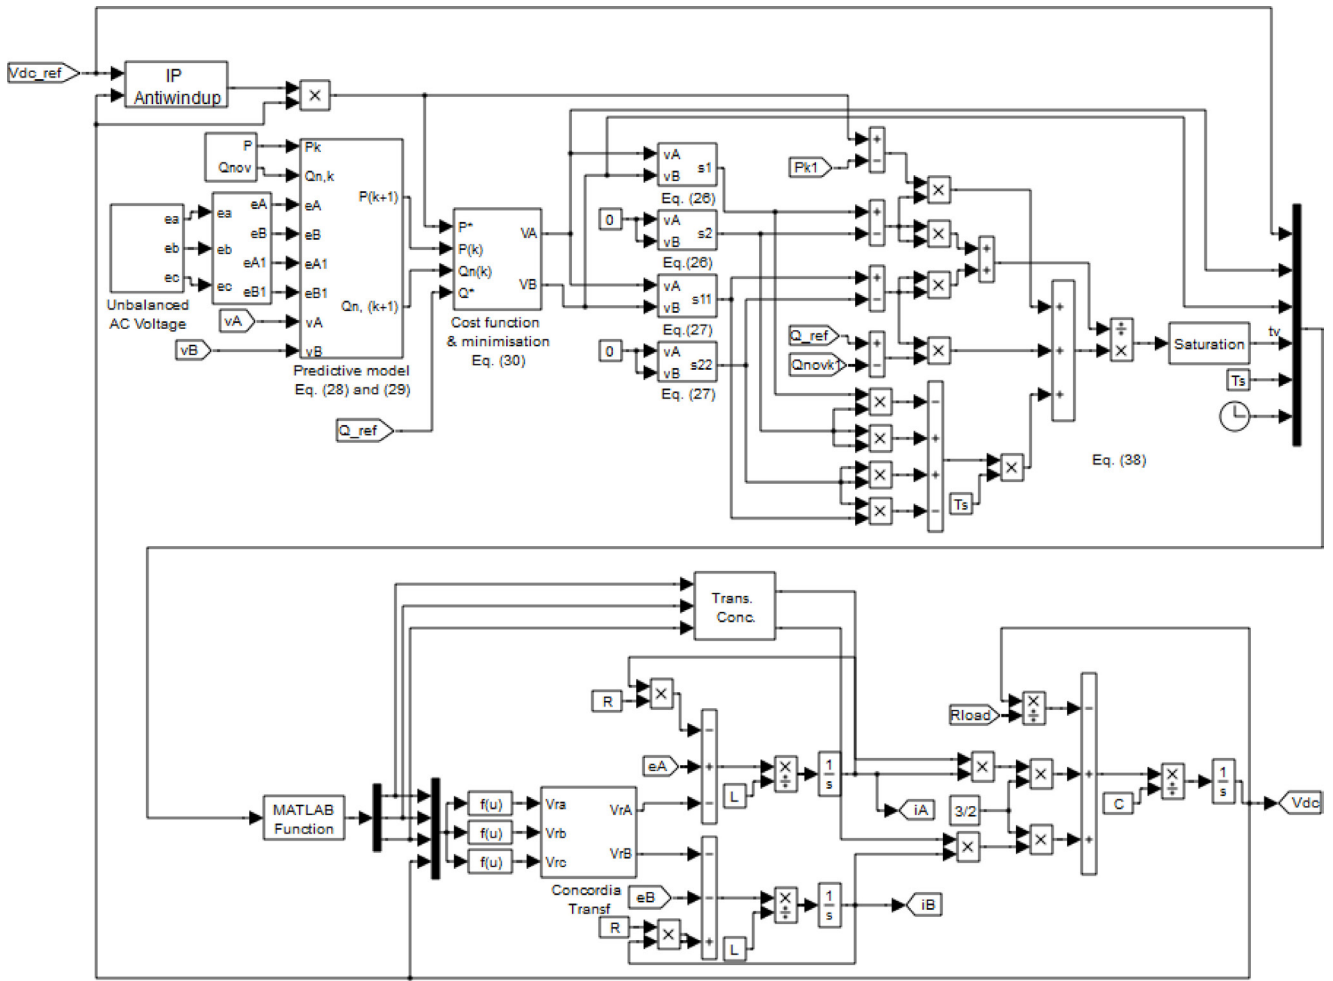 Vdc_ref
IP
Antiwindup
×
P
Qnov
Pk
Qn,k
eA
eB
eA1
eB1
vA
vB
P(k+1)
Qn, (k+1)
Predictive model
Eq. (28) and (29)
ea
eb
ec
Unbalanced
AC Voltage
ea
eb
ec
eA
eB
eA1
eB1
vA
vB
P*
P(k)
Qn(k)
Q*
VA
VB
Cost function
& minimisation
Eq. (30)
Q_ref
vA
vB
s1
Eq. (26)
0
vA
vB
s2
Eq.(26)
vA
vB
s11
Eq.(27)
0
vA
vB
s22
Eq. (27)
Pk1
+
−
×
+
−
×
+
+
+
−
×
Q_ref
Qnovk1
+
−
×
×
×
×
×
−
+
+
−
Ts
×
+
+
+
÷
×
Saturation
tv
Ts
Eq. (38)
Trans.
Conc.
R
×
−
+
−
eA
L
×
÷
1
s
iA
MATLAB
Function
f(u)
f(u)
f(u)
Vra
Vrb
Vrc
VrA
VrB
Concordia
Transf
−
−
+
eB
R
×
L
×
÷
1
s
iB
Rload
×
÷
×
×
3/2
×
×
−
+
+
C
×
÷
1
s
Vdc